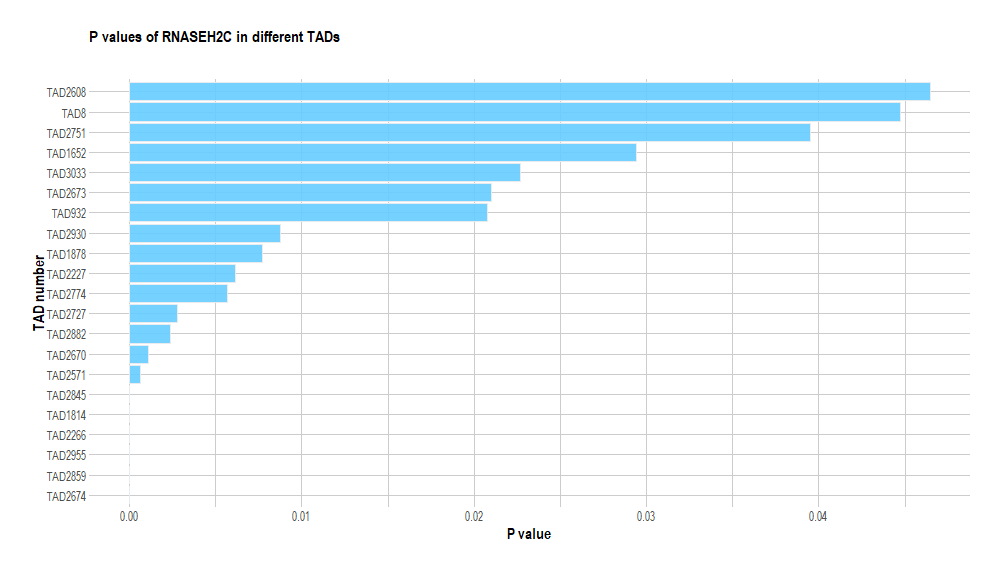 P values of RNASEH2C in different TADs
TAD number
TAD2608
TAD8
TAD2751
TAD1652
TAD3033
TAD2673
TAD932
TAD2930
TAD1878
TAD2227
TAD2774
TAD2727
TAD2882
TAD2670
TAD2571
TAD2845
TAD1814
TAD2266
TAD2955
TAD2859
TAD2674
0.00 0.01 0.02 0.03 0.04
P value